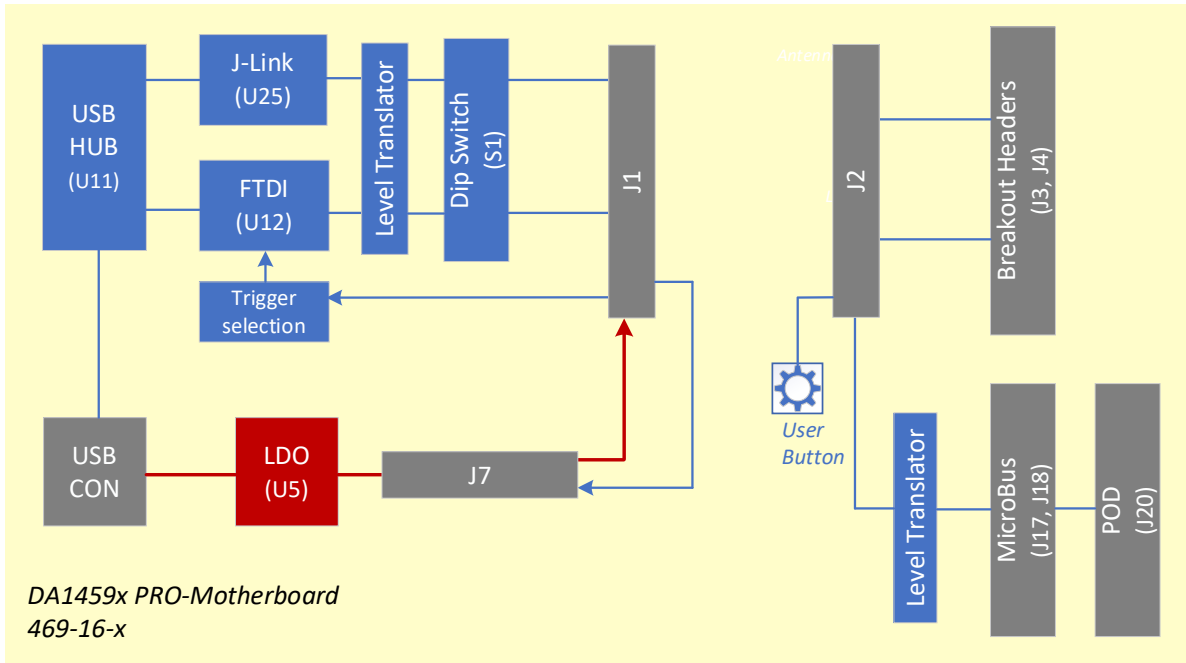 USB
HUB
(U11)
J-Link
(U25)
FTDI
(U12)
Trigger
selection
Level Translator
Dip Switch
(S1)
J1
Antenn
J2
Breakout Headers
(J3, J4)
User
Button
USB
CON
LDO
(U5)
J7
Level Translator
MicroBus
(J17, J18)
POD
(J20)
DA1459x PRO-Motherboard
469-16-x